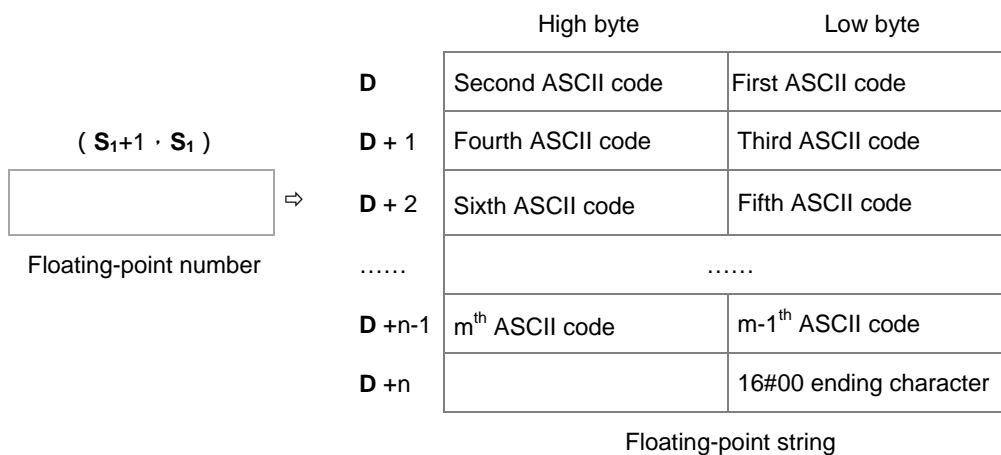 High byte Low byte
D Second ASCII code First ASCII code
( S₁+1，S₁ ) D + 1 Fourth ASCII code Third ASCII code
⇨ D + 2 Sixth ASCII code Fifth ASCII code
Floating-point number …… ……
D +n-1 mᵗʰ ASCII code m-1ᵗʰ ASCII code
D +n 16#00 ending character
Floating-point string